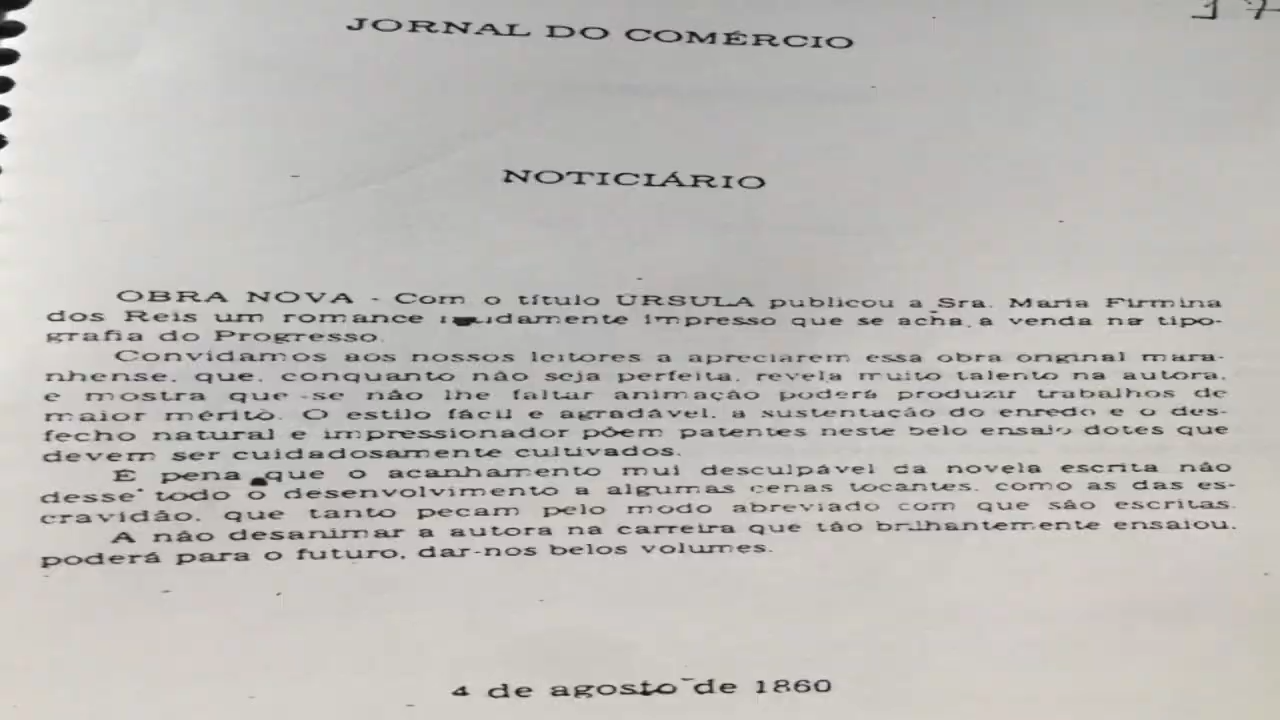 17
JORNAL DO COMÉRCIO
NOTICIÁRIO
OBRA NOVA - Com o título ÚRSULA publicou a Sra. Maria Firmina
dos Reis um romance impresso que se acha a venda na tipo-
grafia do Progresso.
Convidamos aos nossos leitores a apreciarem essa obra original mara-
nhense, que, conquanto não seja perfeita, revela muito talento na autora,
e mostra que se não lhe faltar animação poderá produzir trabalhos de
maior mérito. O estilo fácil e agradável, a sustentação do enredo e o des-
fecho natural e impressionador põem patentes neste belo ensaio dotes que
devem ser cuidadosamente cultivados.
É pena que o acanhamento mui desculpável da novela escrita não
desse todo o desenvolvimento a algumas cenas tocantes, como as das es-
cravidão, que tanto pecam pelo modo abreviado com que são escritas.
A não desanimar a autora na carreira que tão brilhantemente ensaiou,
poderá para o futuro, dar-nos belos volumes.
4 de agosto de 1860